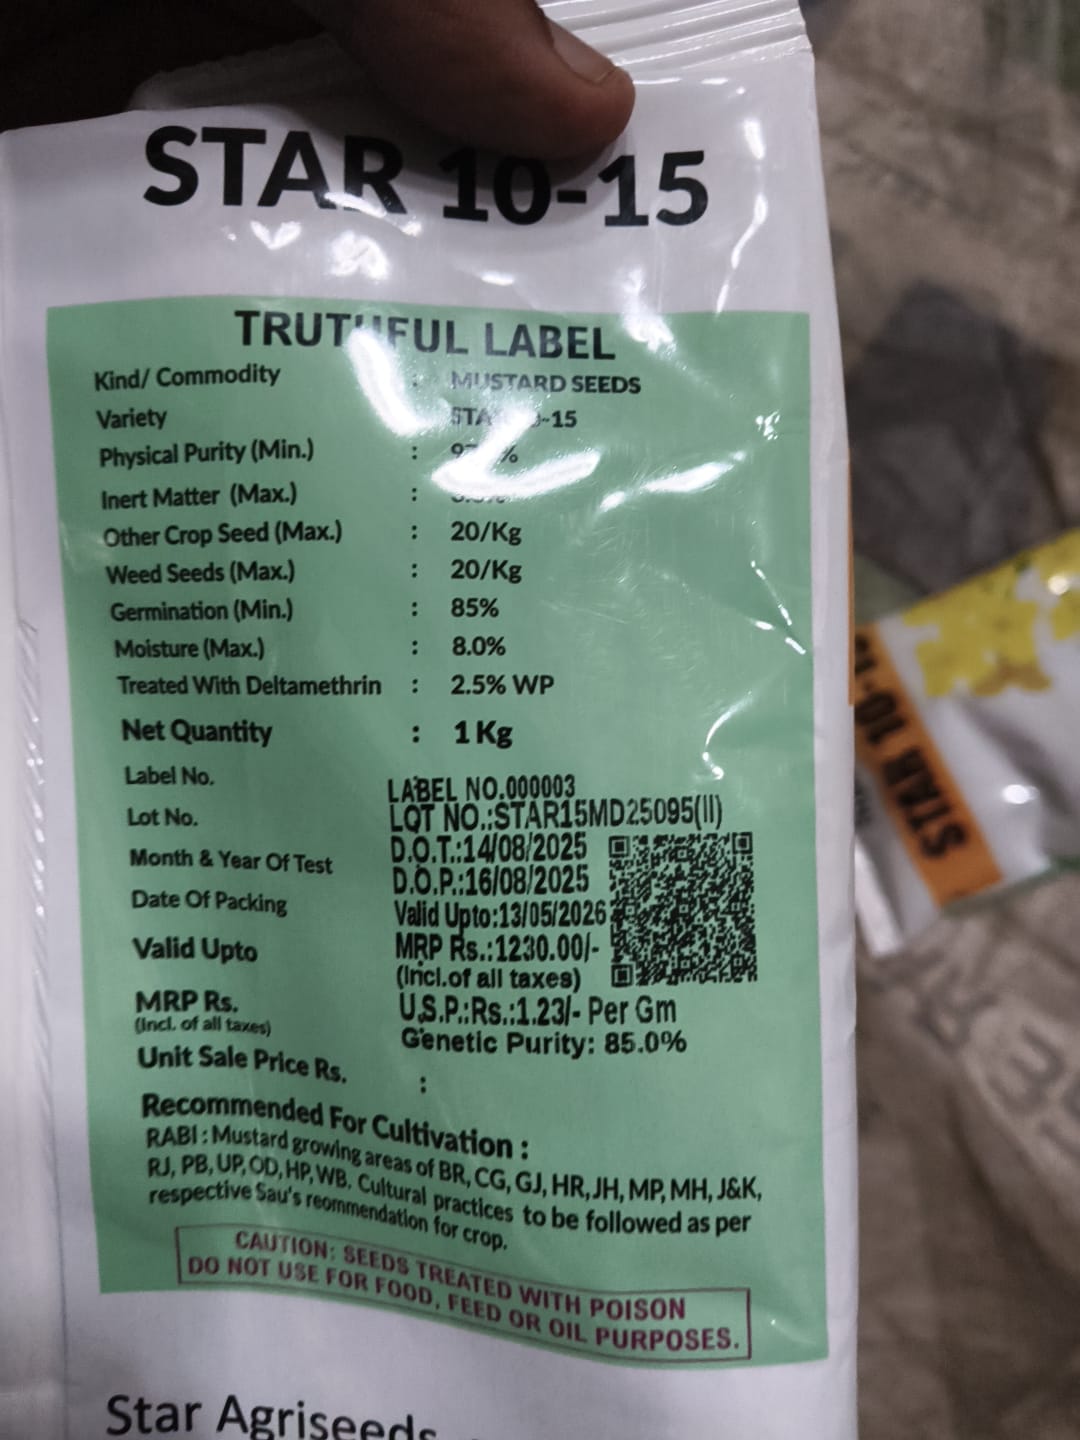 STAR 10-15
TRUTHFUL LABEL
Kind/ Commodity : MUSTARD SEEDS
Variety STAR 10-15
Physical Purity (Min.) :
Inert Matter (Max.) :
Other Crop Seed (Max.) : 20/Kg
Weed Seeds (Max.) : 20/Kg
Germination (Min.) : 85%
Moisture (Max.) : 8.0%
Treated With Deltamethrin : 2.5% WP
Net Quantity : 1 Kg
Label No. LABEL NO.000003
Lot No. LOT NO.:STAR15MD25095(II)
Month & Year Of Test D.O.T.:14/08/2025
Date Of Packing D.O.P.:16/08/2025
Valid Upto Valid Upto:13/05/2026
MRP Rs. MRP Rs.:1230.00/-
(Incl. of all taxes) (Incl.of all taxes)
Unit Sale Price Rs. : U.S.P.:Rs.:1.23/- Per Gm
Genetic Purity: 85.0%
Recommended For Cultivation :
RABI : Mustard growing areas of BR, CG, GJ, HR, JH, MP, MH, J&K,
RJ, PB, UP, OD, HP, WB. Cultural practices to be followed as per
respective Sau's reommendation for crop.
CAUTION: SEEDS TREATED WITH POISON
DO NOT USE FOR FOOD, FEED OR OIL PURPOSES.
Star Agriseeds
STAR 10-15